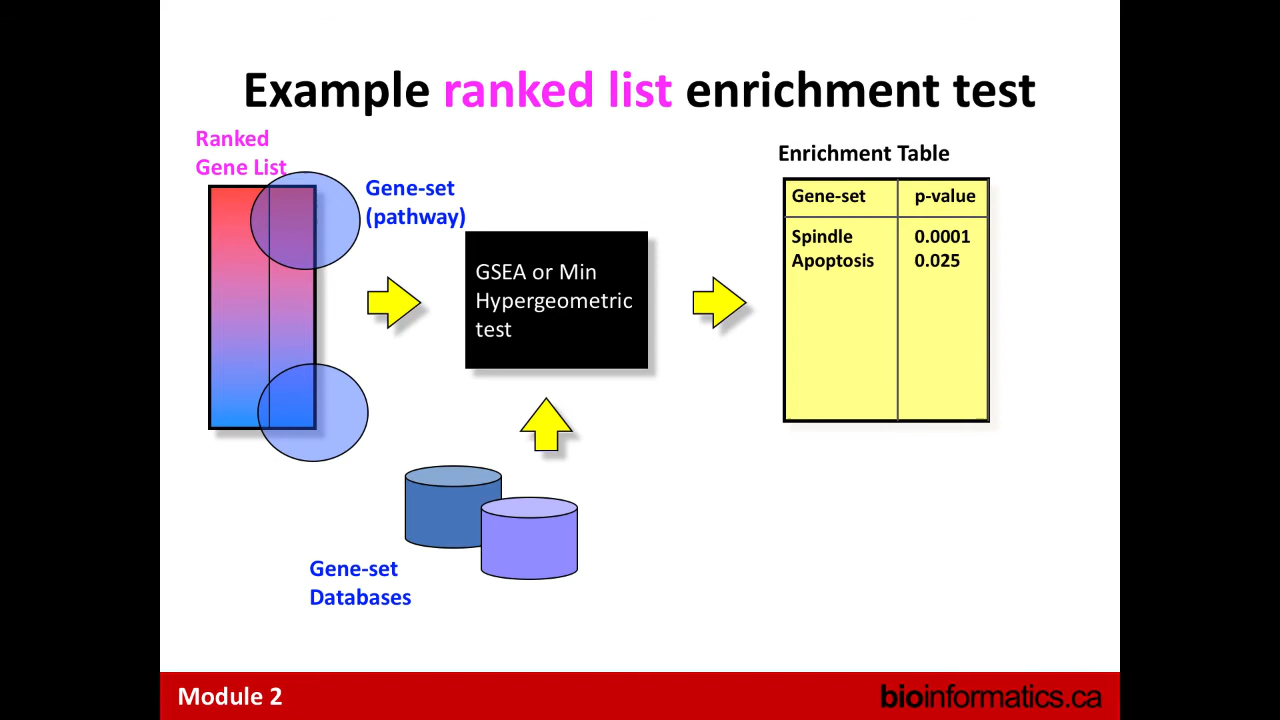 Example ranked list enrichment test
Ranked
Gene List
Gene-set
(pathway)
GSEA or Min
Hypergeometric
test
Gene-set
Databases
Enrichment Table
Gene-set p-value
Spindle 0.0001
Apoptosis 0.025
Module 2
bioinformatics.ca